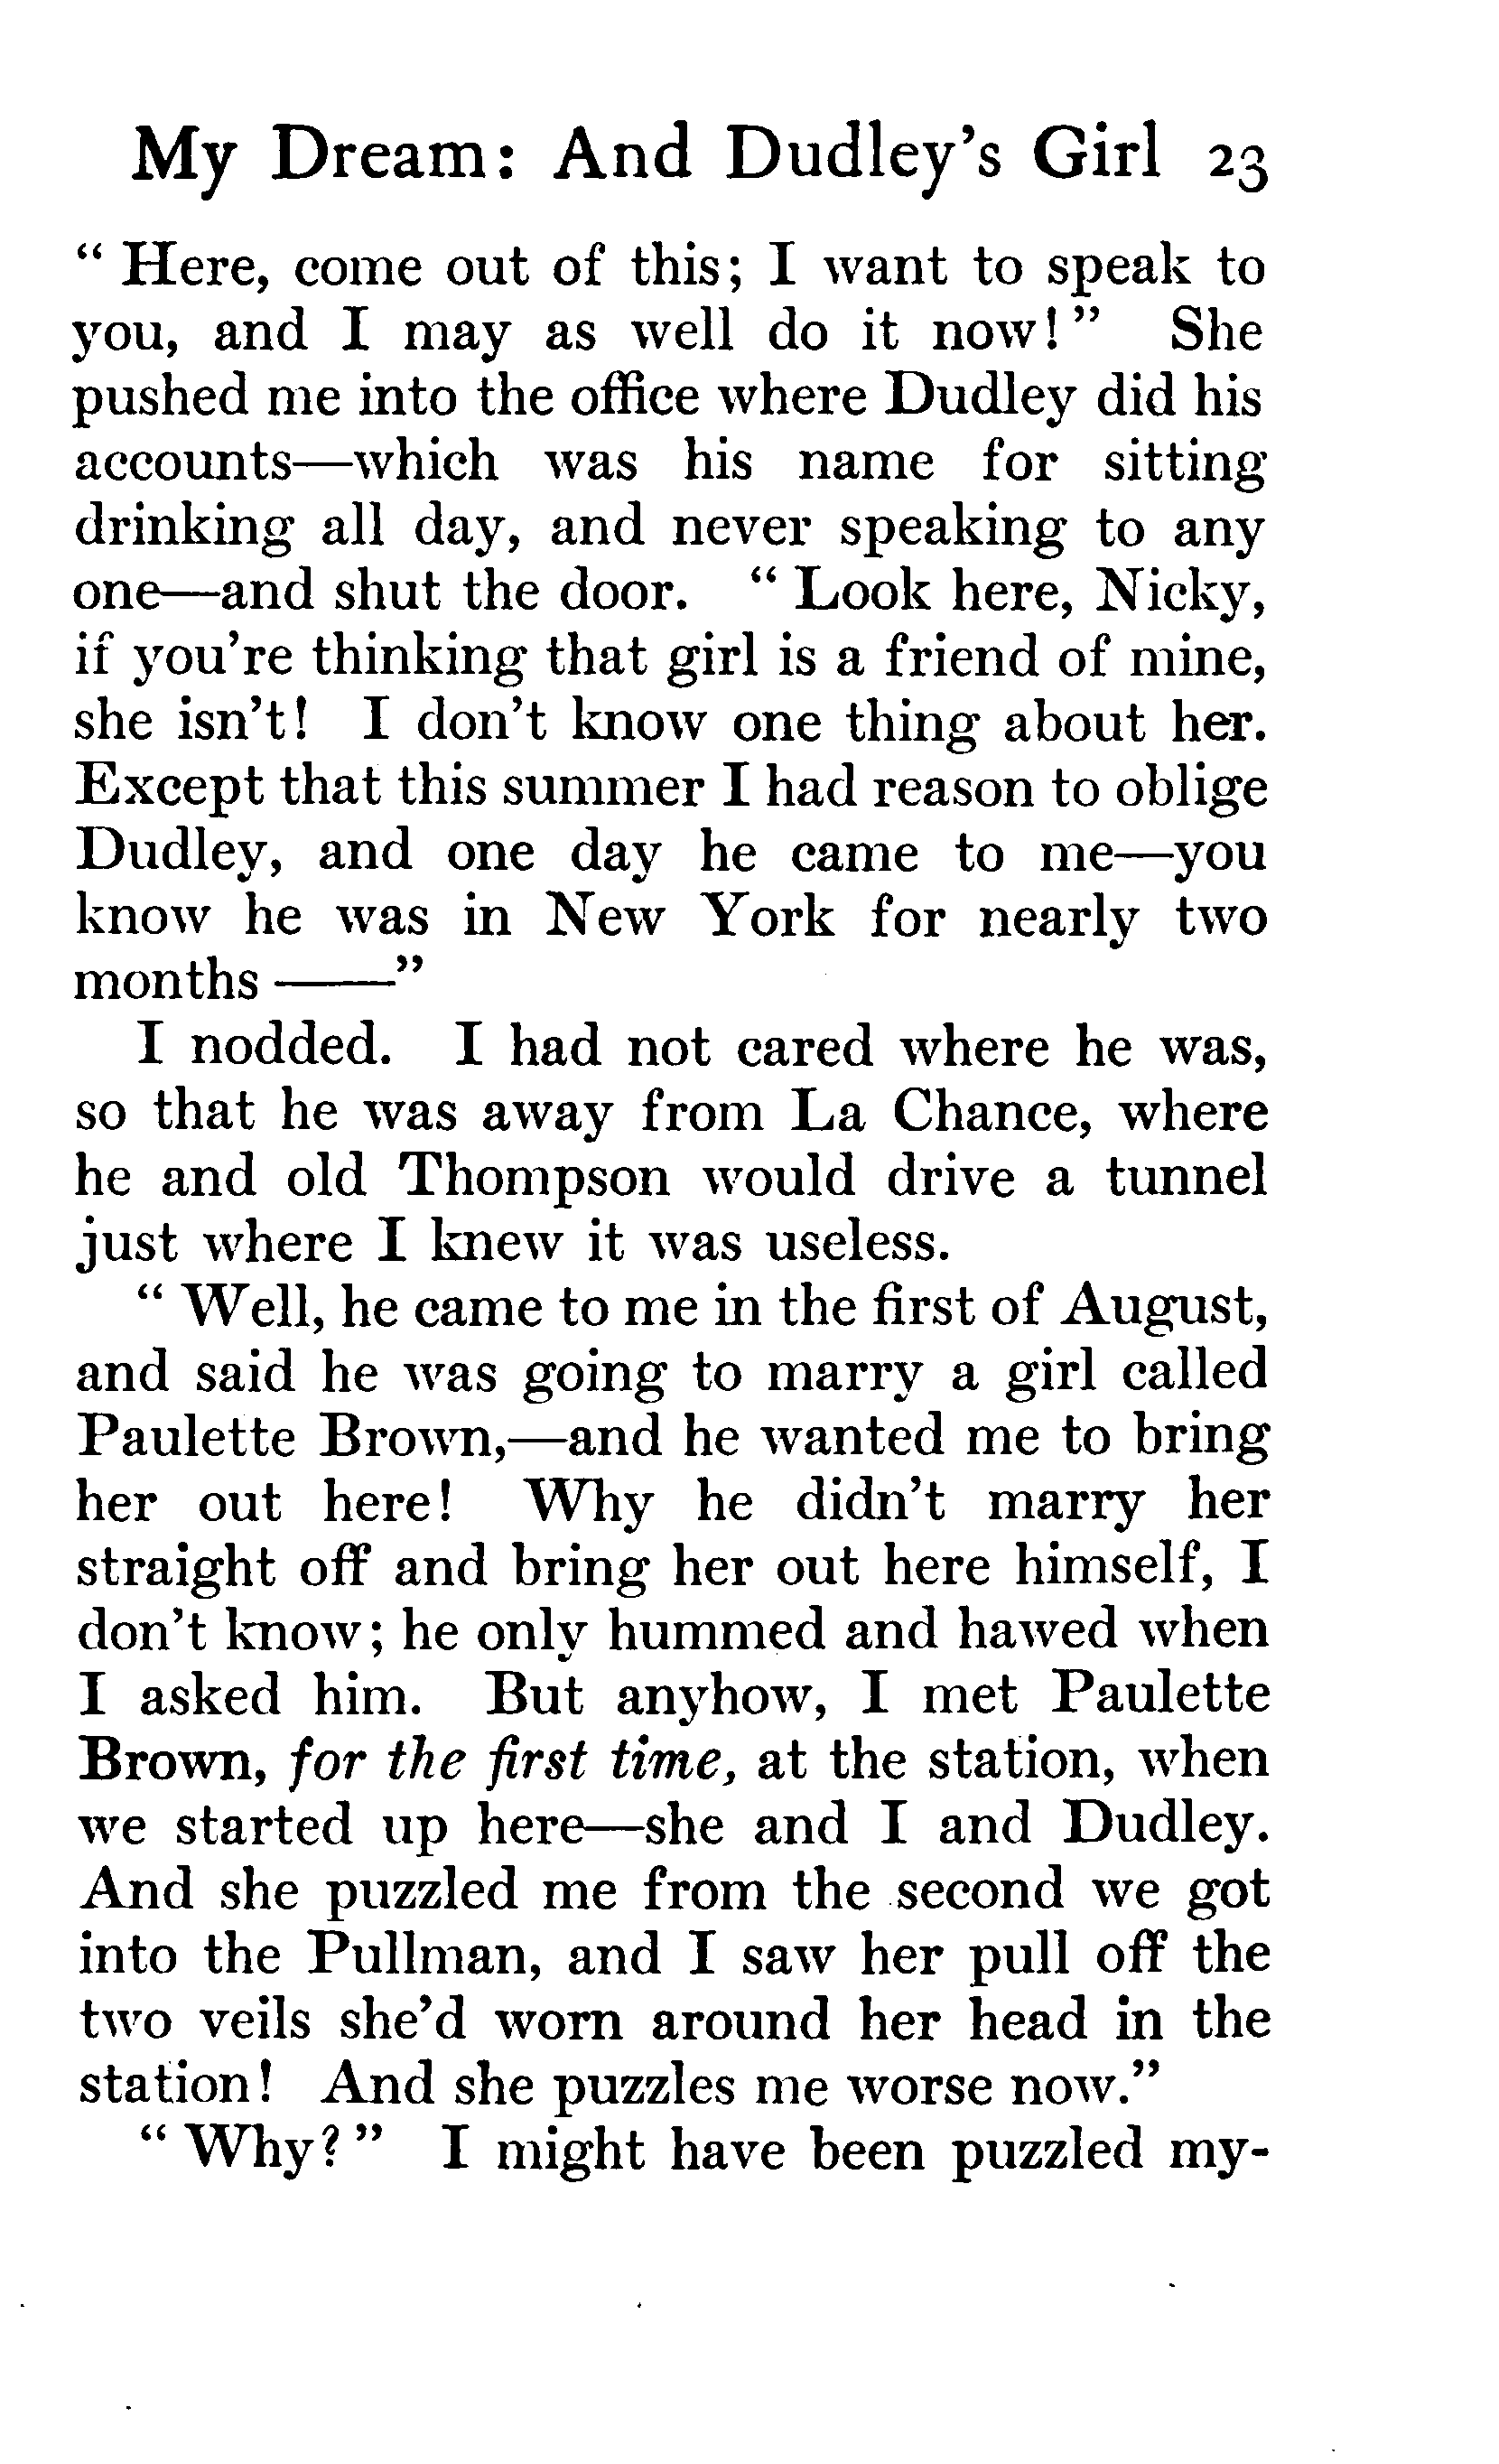 My Dream: And Dudley's Girl 23
" Here, come out of this; I want to speak to
you, and I may as well do it now!" She
pushed me into the office where Dudley did his
accounts—which was his name for sitting
drinking all day, and never speaking to any
one—and shut the door. " Look here, Nicky,
if you're thinking that girl is a friend of mine,
she isn't! I don't know one thing about her.
Except that this summer I had reason to oblige
Dudley, and one day he came to me—you
know he was in New York for nearly two
months ——"
I nodded. I had not cared where he was,
so that he was away from La Chance, where
he and old Thompson would drive a tunnel
just where I knew it was useless.
" Well, he came to me in the first of August,
and said he was going to marry a girl called
Paulette Brown,—and he wanted me to bring
her out here! Why he didn't marry her
straight off and bring her out here himself, I
don't know; he only hummed and hawed when
I asked him. But anyhow, I met Paulette
Brown, for the first time, at the station, when
we started up here—she and I and Dudley.
And she puzzled me from the second we got
into the Pullman, and I saw her pull off the
two veils she'd worn around her head in the
station! And she puzzles me worse now."
" Why?" I might have been puzzled my-